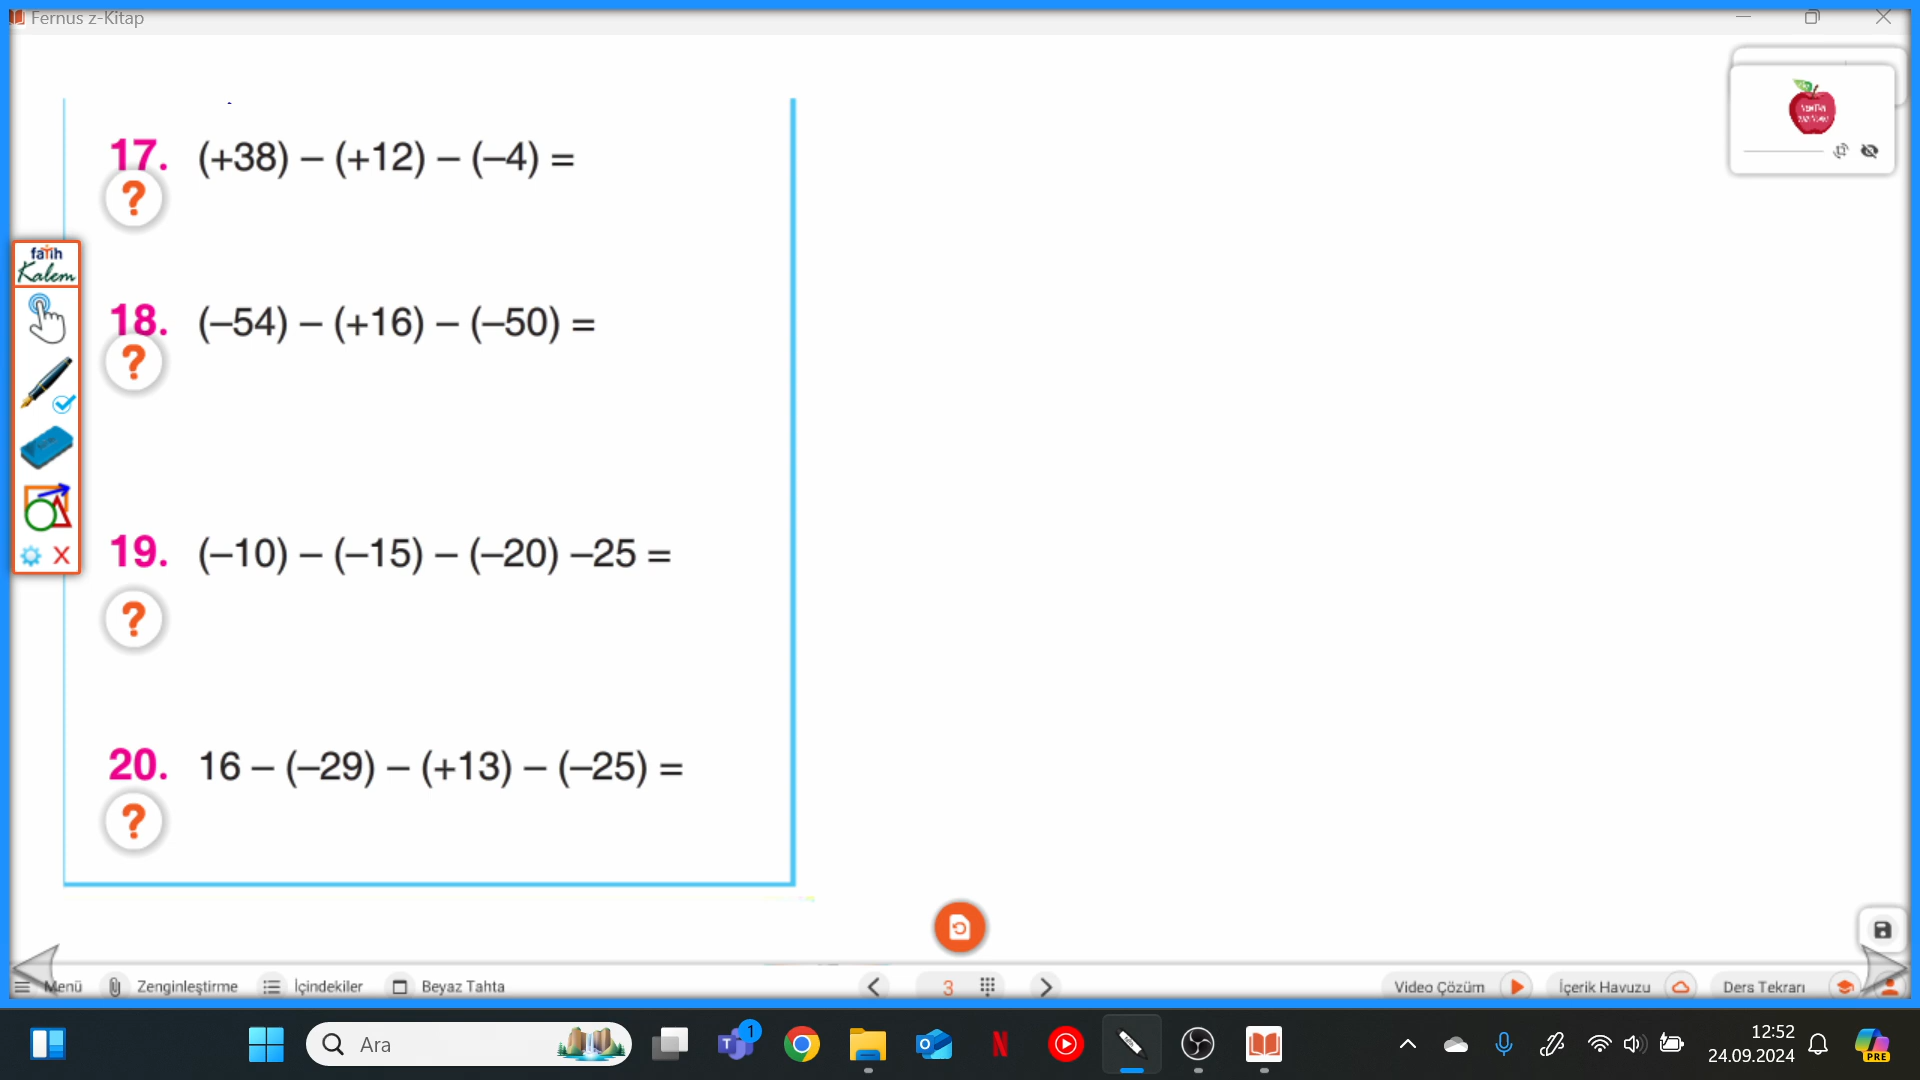 Fernus z-Kitap
17. (+38) – (+12) – (–4) =
?
fatih
Kalem
18. (–54) – (+16) – (–50) =
?
19. (–10) – (–15) – (–20) –25 =
?
20. 16 – (–29) – (+13) – (–25) =
?
Menü Zenginleştirme İçindekiler Beyaz Tahta 3 Video Çözüm İçerik Havuzu Ders Tekrarı
Ara 1 12:52
24.09.2024
PRE